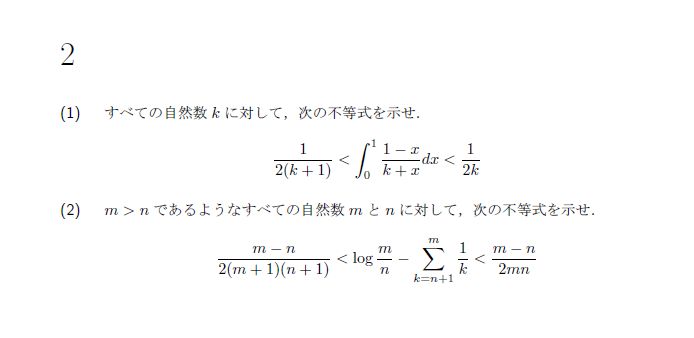 2
(1) すべての自然数 k に対して,次の不等式を示せ.
\frac{1}{2(k+1)} < \int_0^1 \frac{1-x}{k+x} dx < \frac{1}{2k}
(2) m > n であるようなすべての自然数 m と n に対して,次の不等式を示せ.
\frac{m-n}{2(m+1)(n+1)} < \log \frac{m}{n} - \sum_{k=n+1}^{m} \frac{1}{k} < \frac{m-n}{2mn}